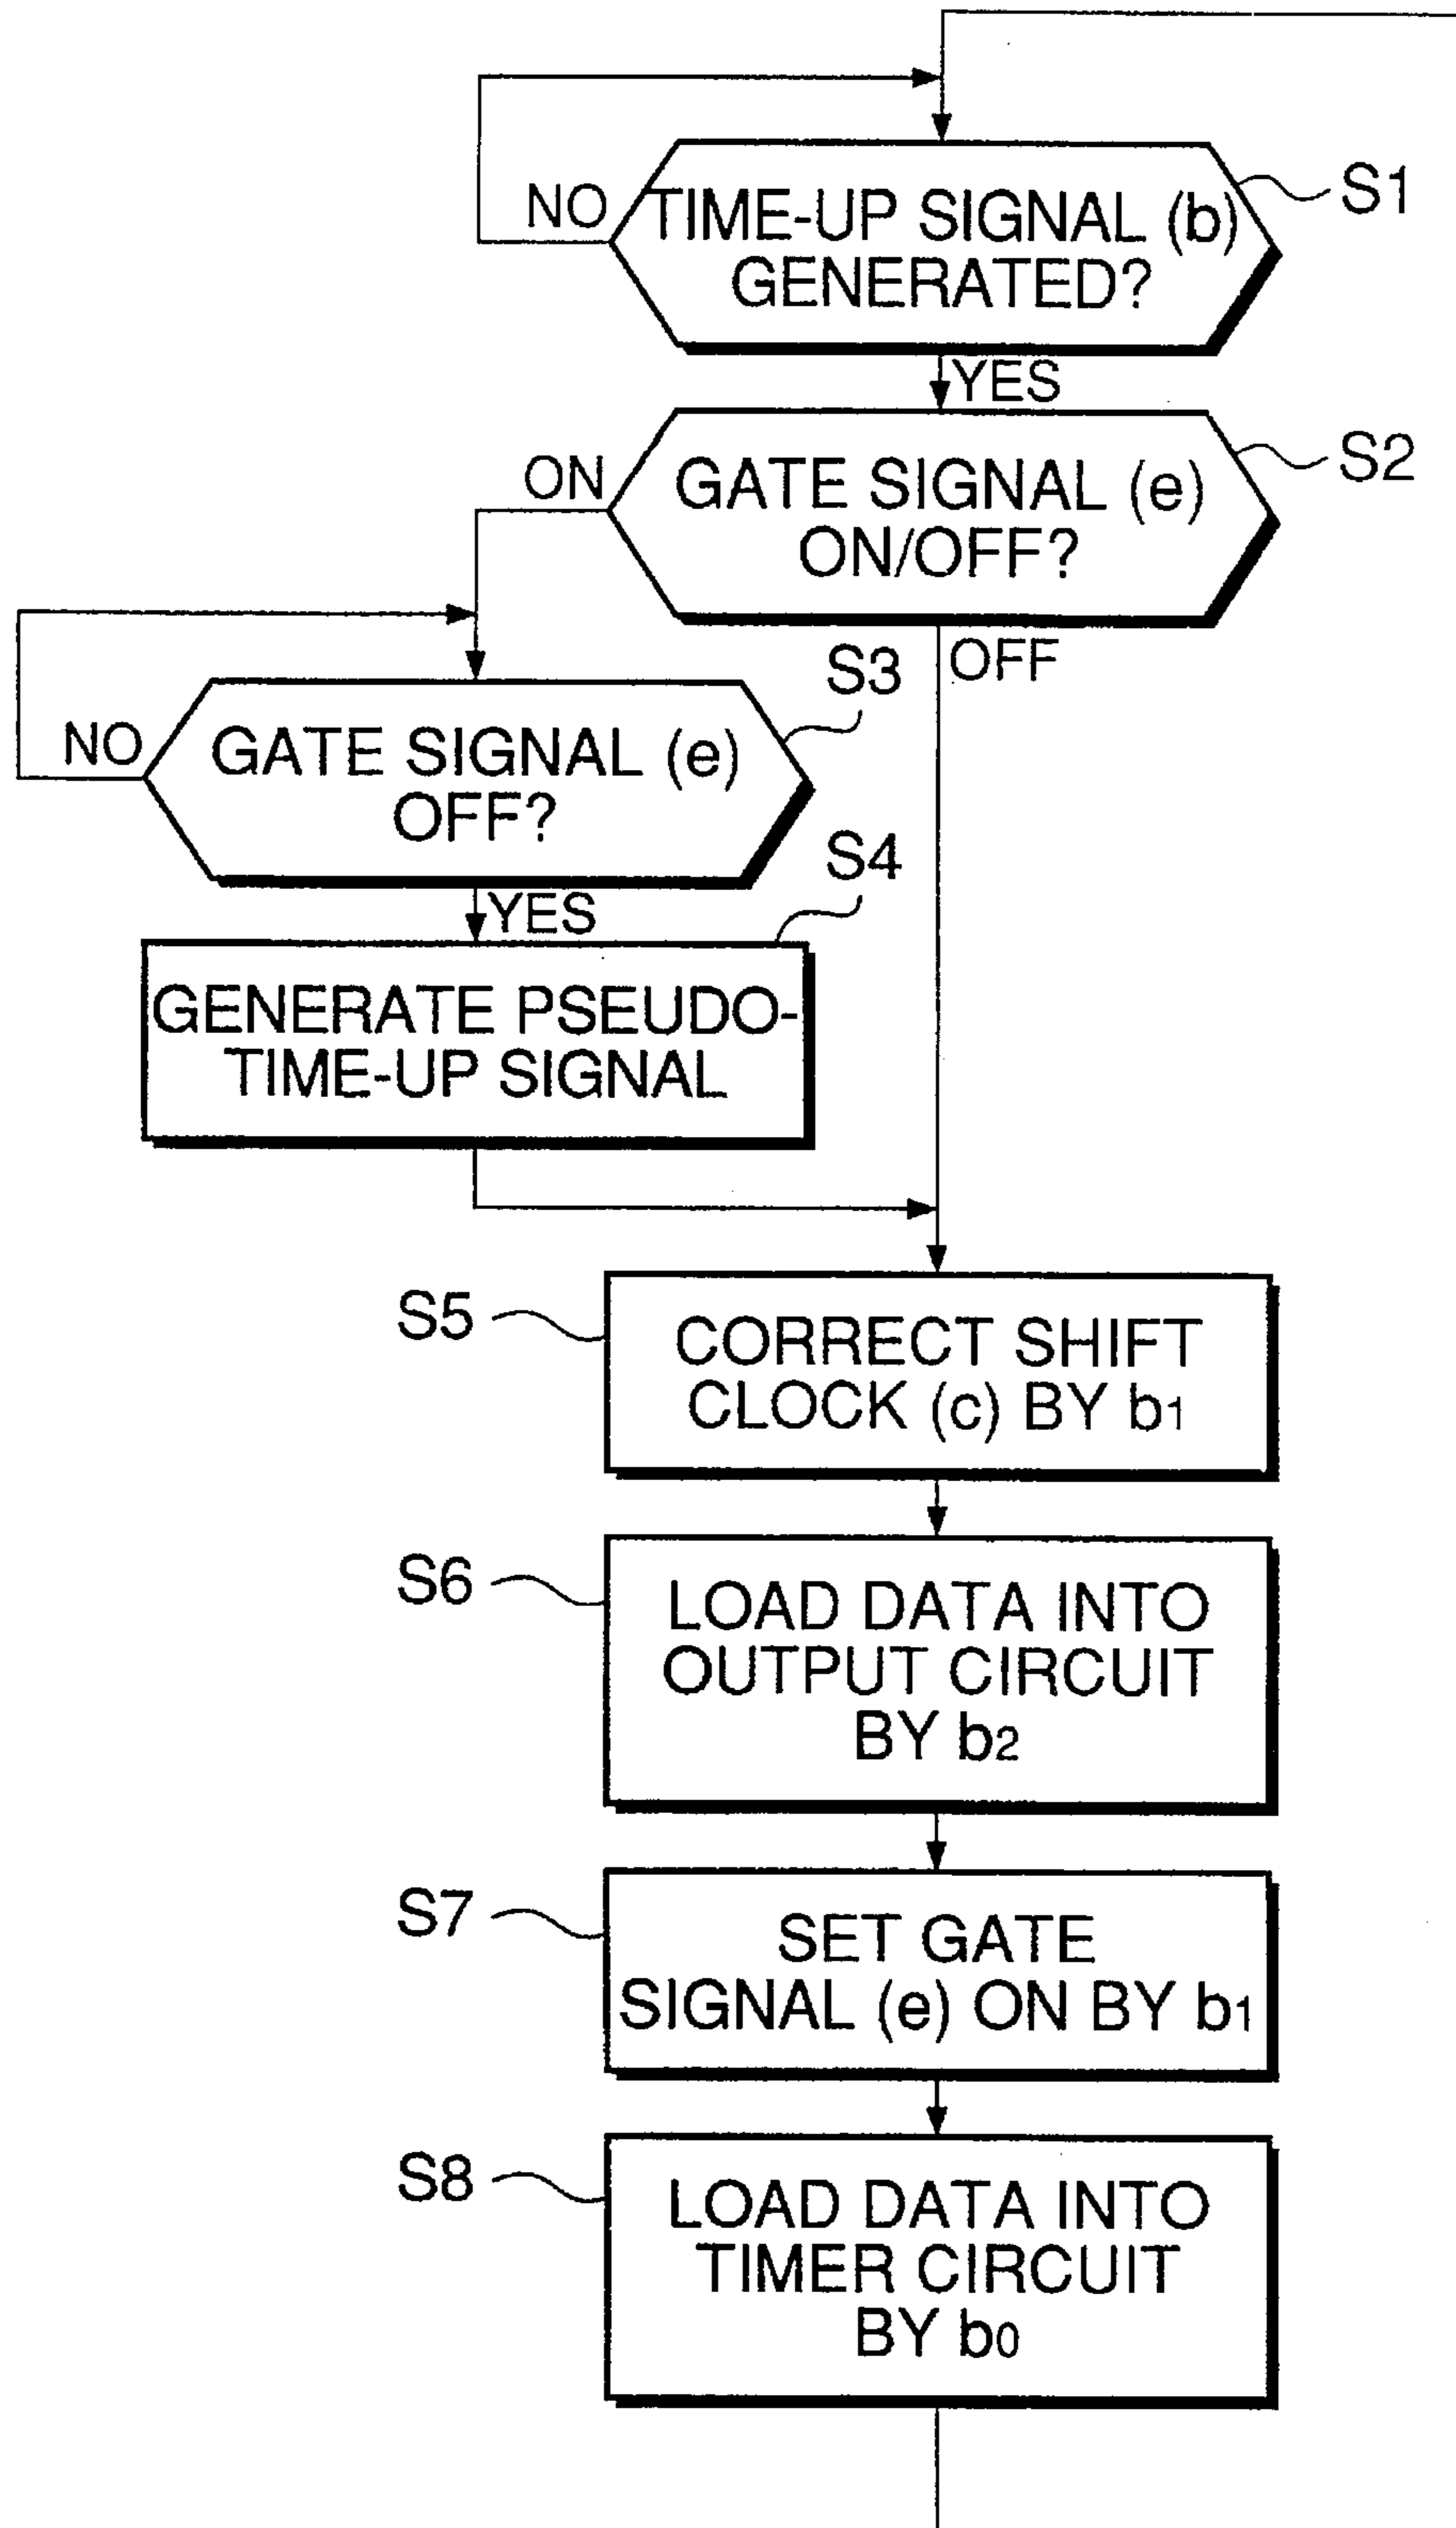 NO
TIME-UP SIGNAL (b)
GENERATED?
S1
YES
ON
GATE SIGNAL (e)
ON/OFF?
S2
OFF
S3
NO
GATE SIGNAL (e)
OFF?
S4
YES
GENERATE PSEUDO-
TIME-UP SIGNAL
S5
CORRECT SHIFT
CLOCK (c) BY b1
S6
LOAD DATA INTO
OUTPUT CIRCUIT
BY b2
S7
SET GATE
SIGNAL (e) ON BY b1
S8
LOAD DATA INTO
TIMER CIRCUIT
BY b0